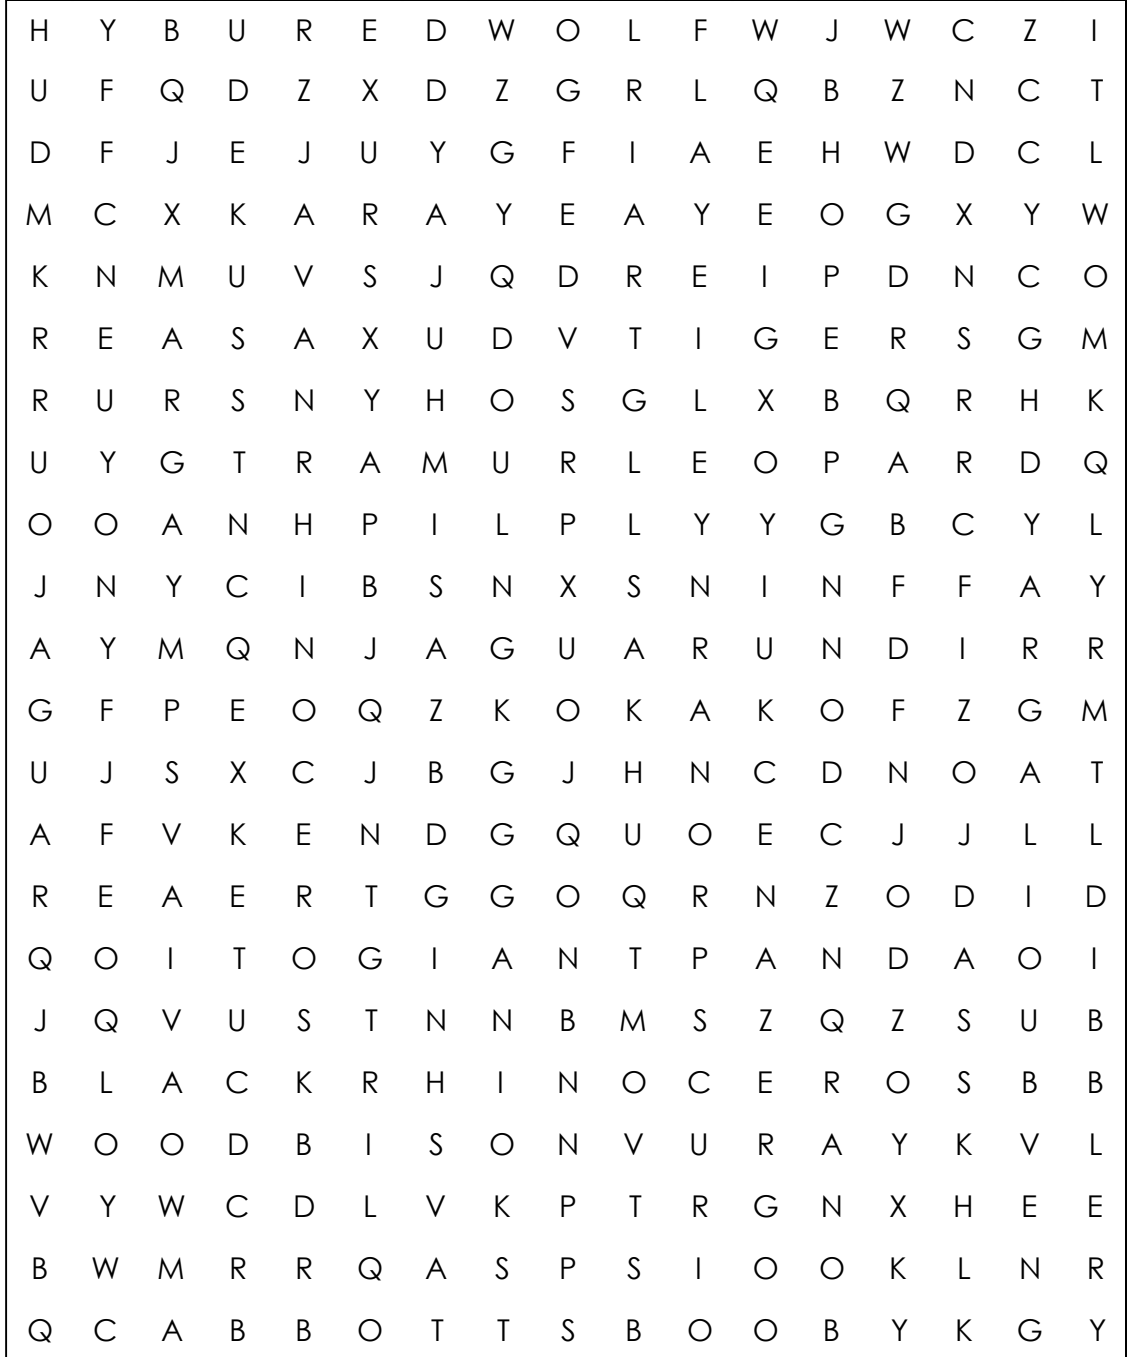 H Y B U R E D W O L F W J W C Z I
U F Q D Z X D Z G R L Q B Z N C T
D F J E J U Y G F I A E H W D C L
M C X K A R A Y E A Y E O G X Y W
K N M U V S J Q D R E I P D N C O
R E A S A X U D V T I G E R S G M
R U R S N Y H O S G L X B Q R H K
U Y G T R A M U R L E O P A R D Q
O O A N H P I L P L Y Y G B C Y L
J N Y C I B S N X S N I N F F A Y
A Y M Q N J A G U A R U N D I R R
G F P E O Q Z K O K A K O F Z G M
U J S X C J B G J H N C D N O A T
A F V K E N D G Q U O E C J J L L
R E A E R T G G O Q R N Z O D I D
Q O I T O G I A N T P A N D A O I
J Q V U S T N N B M S Z Q Z S U B
B L A C K R H I N O C E R O S B B
W O O D B I S O N V U R A Y K V L
V Y W C D L V K P T R G N X H E E
B W M R R Q A S P S I O O K L N R
Q C A B B O T T S B O O B Y K G Y